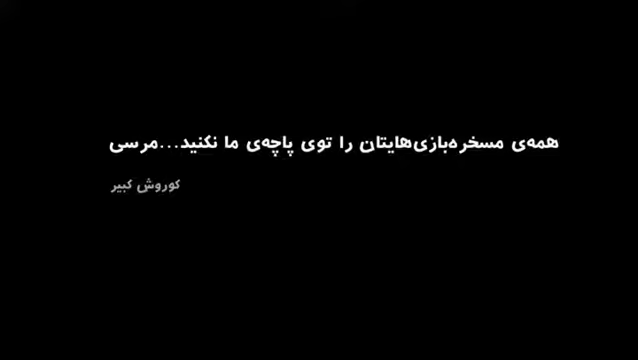 همه‌ی مسخره‌بازی‌هایتان را توی پاچه‌ی ما نکنید...مرسی
کوروش کبیر